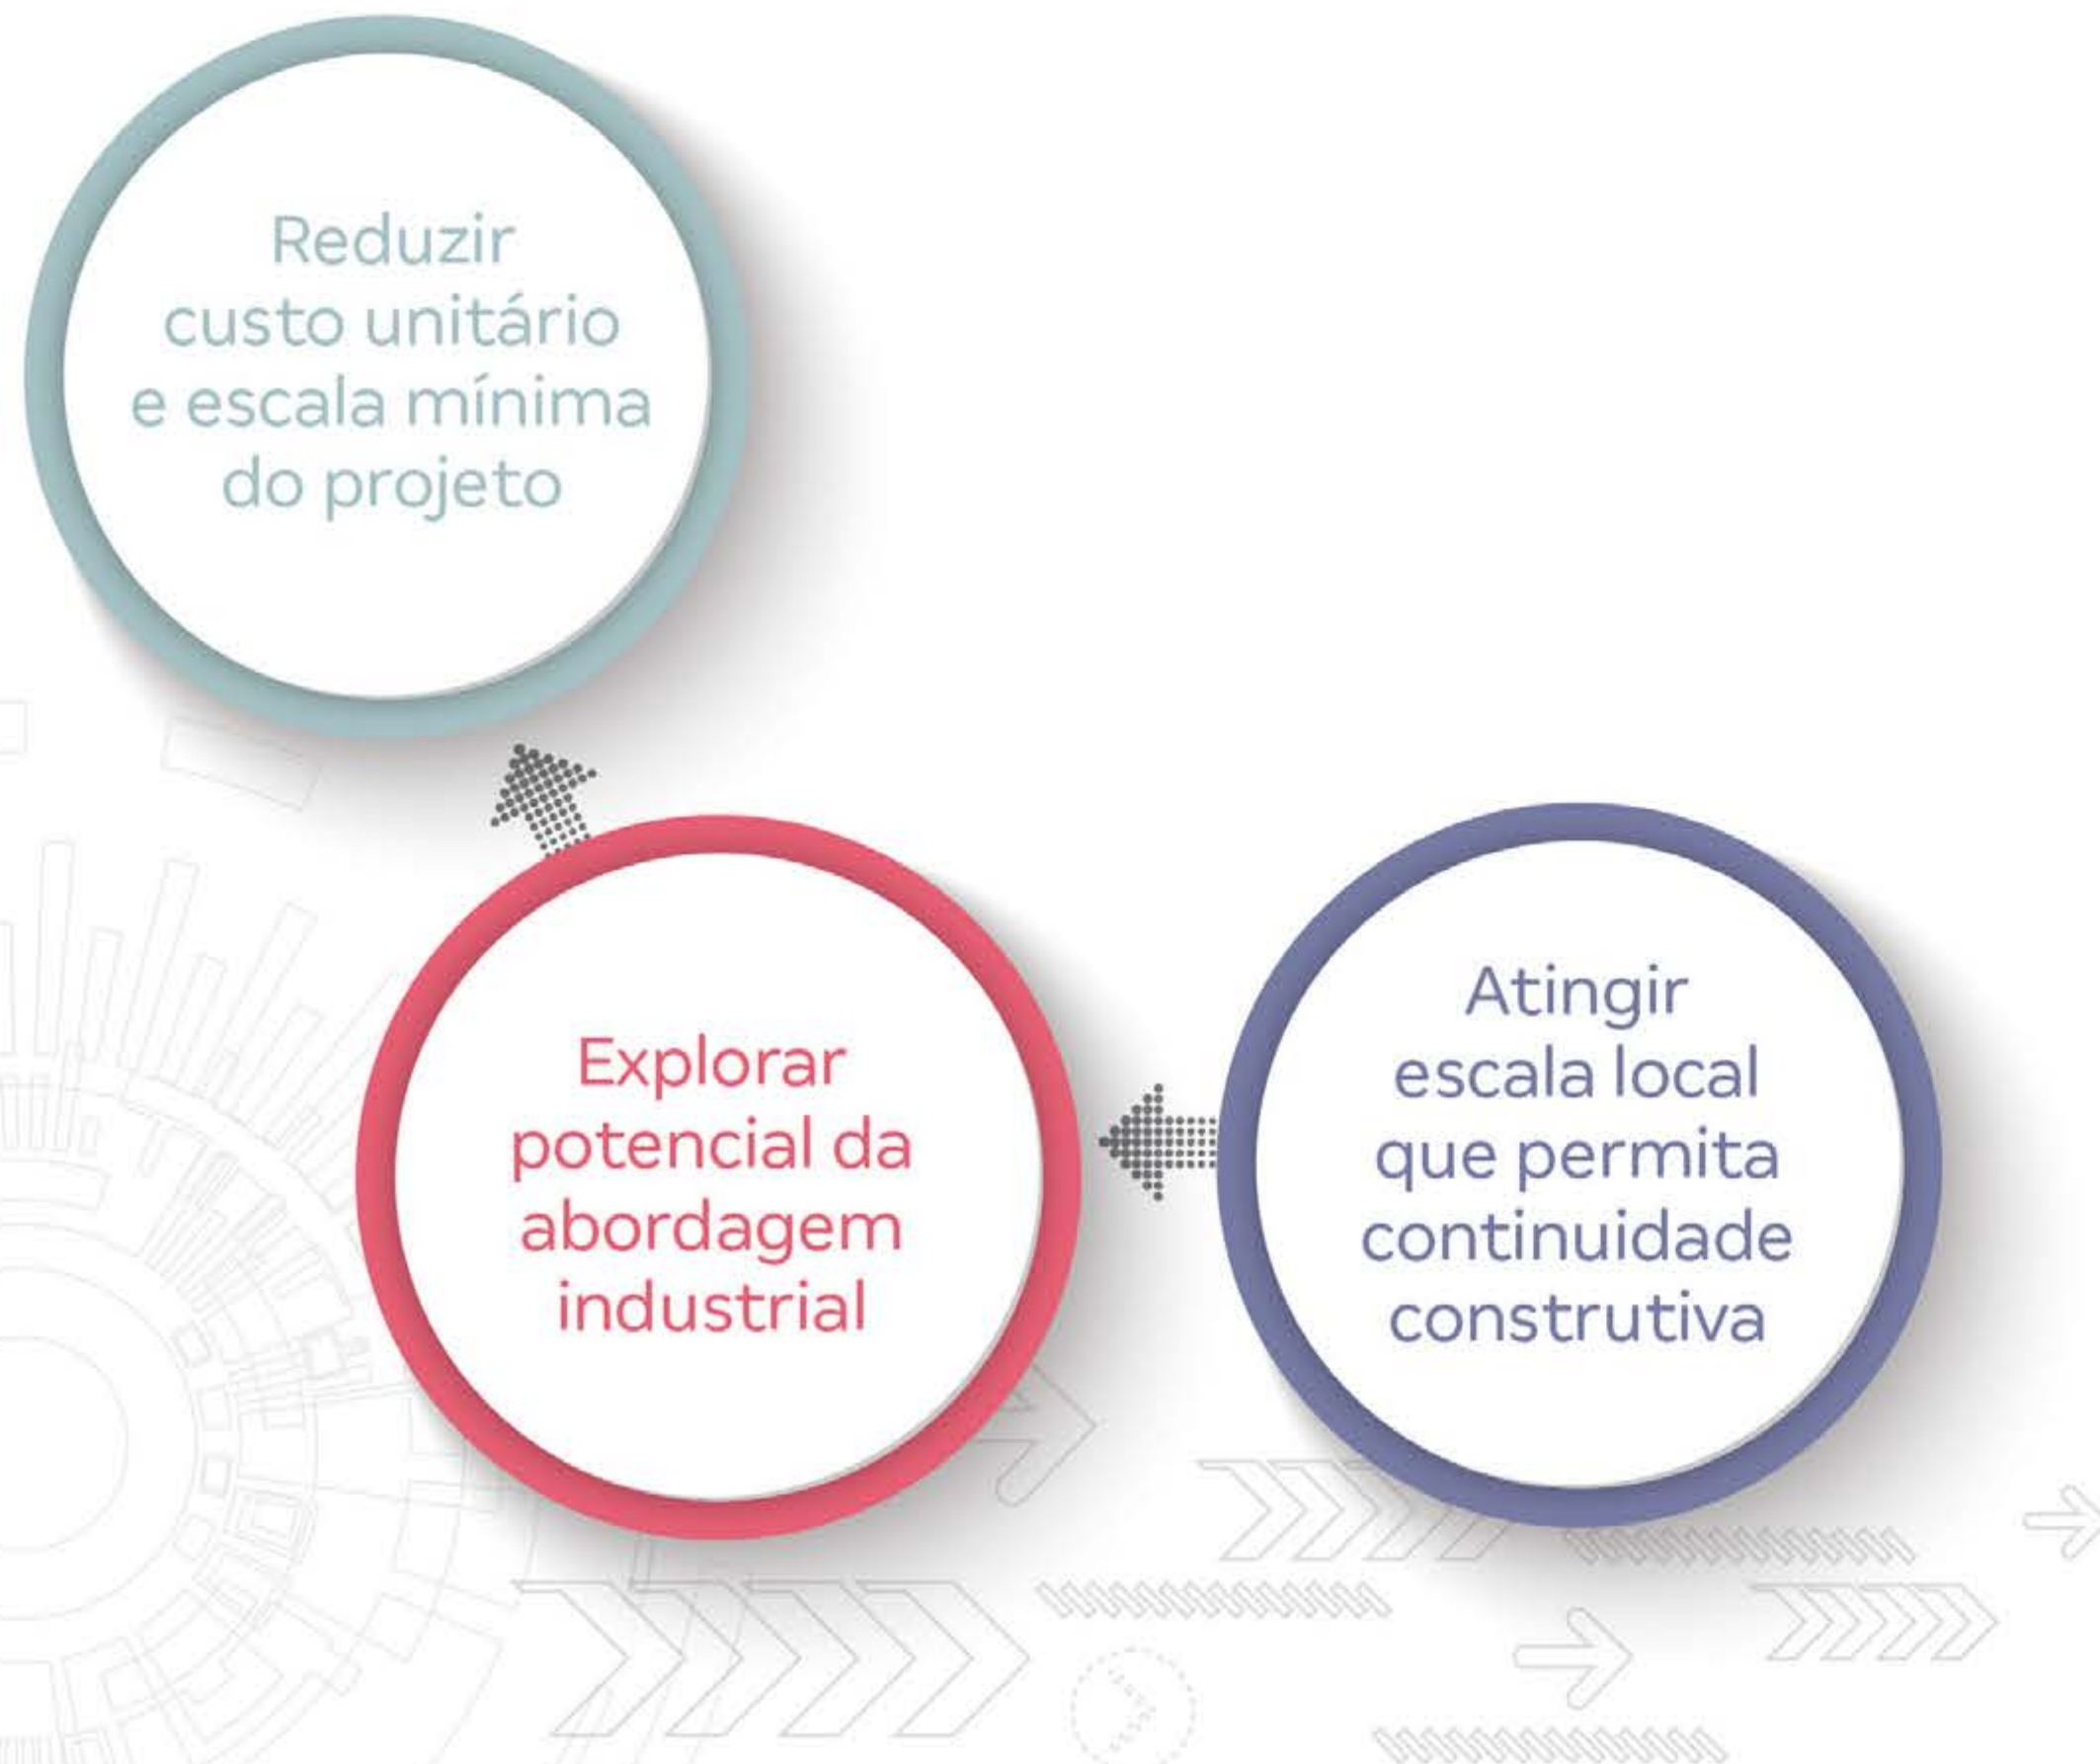 Reduzir
custo unitário
e escala mínima
do projeto
Explorar
potencial da
abordagem
industrial
Atingir
escala local
que permita
continuidade
construtiva